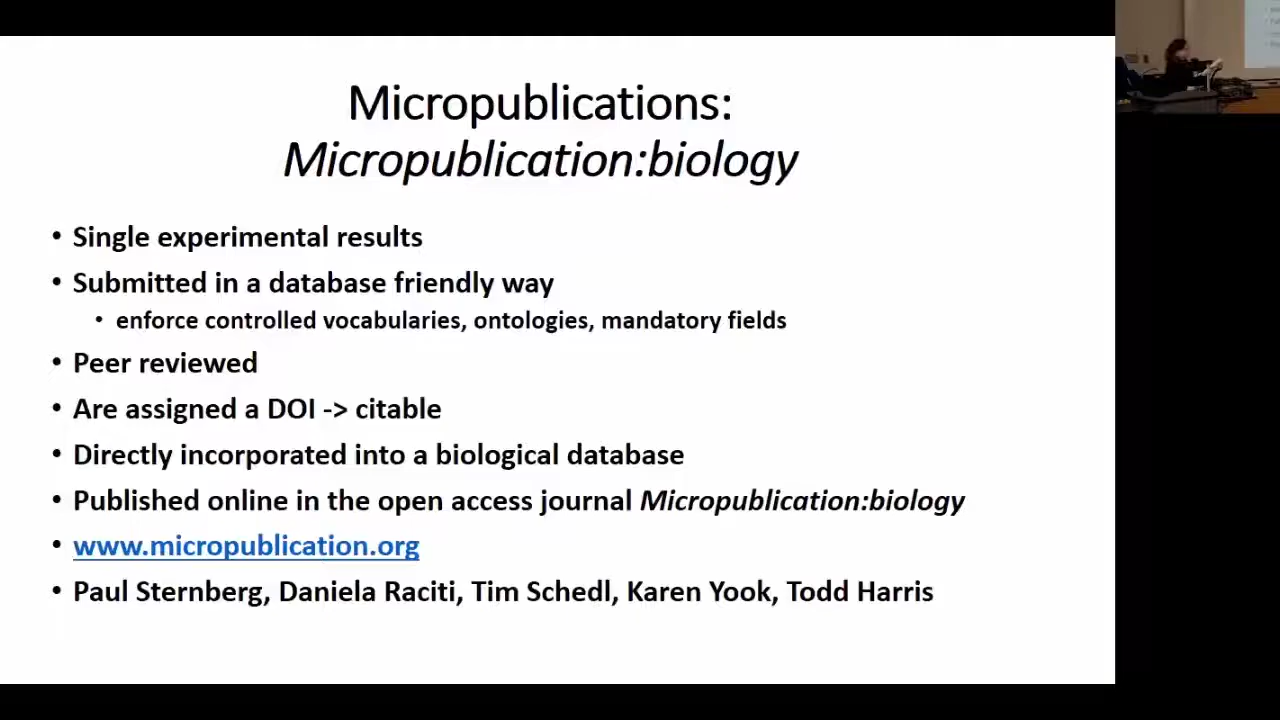 Micropublications:
Micropublication:biology
• Single experimental results
• Submitted in a database friendly way
• enforce controlled vocabularies, ontologies, mandatory fields
• Peer reviewed
• Are assigned a DOI -> citable
• Directly incorporated into a biological database
• Published online in the open access journal Micropublication:biology
• www.micropublication.org
• Paul Sternberg, Daniela Raciti, Tim Schedl, Karen Yook, Todd Harris